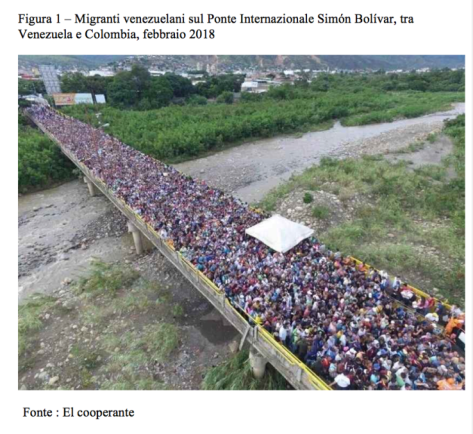 Figura 1 – Migranti venezuelani sul Ponte Internazionale Simón Bolívar, tra
Venezuela e Colombia, febbraio 2018
Fonte : El cooperante